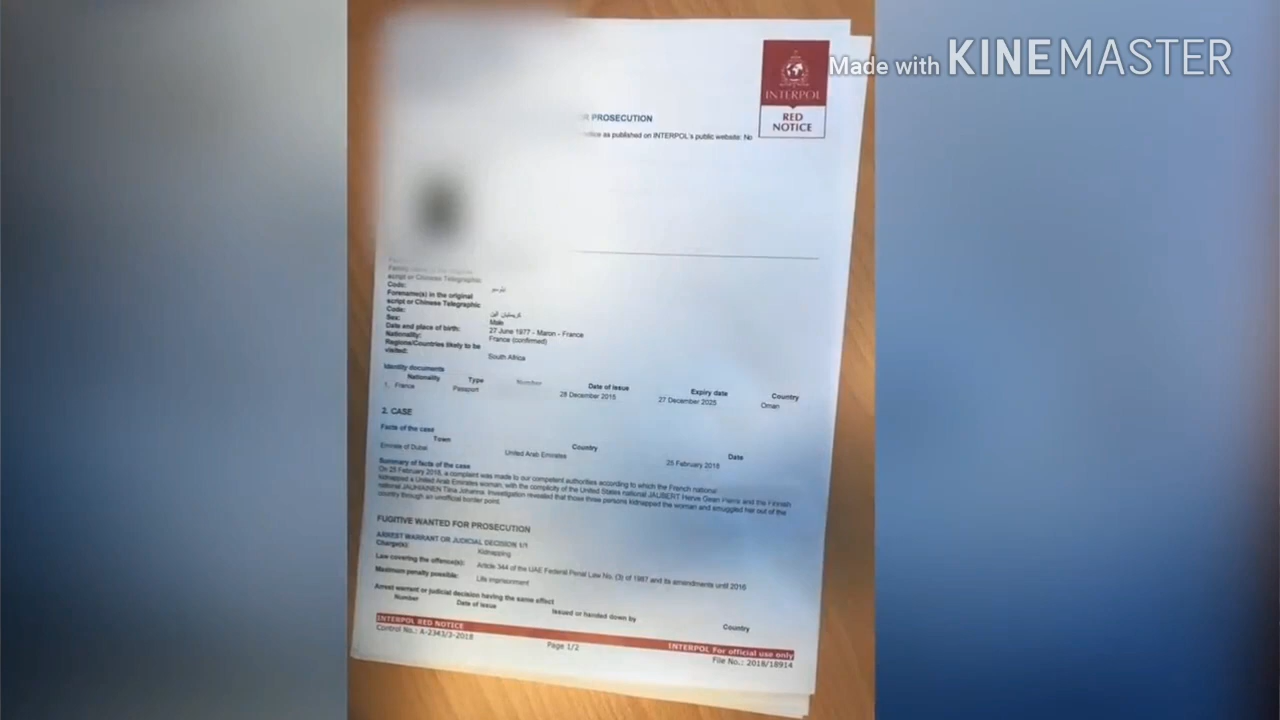 Made with KINEMASTER
INTERPOL
RED
NOTICE
PROSECUTION
as published on INTERPOL's public website: No
script or Chinese Telegraphic
Code:
Forename(s) in the original
script or Chinese Telegraphic
Code:
كريستيان الين
Sex: Male
Date and place of birth: 27 June 1977 - Maron - France
Nationality: France (confirmed)
Regions/Countries likely to be
visited: South Africa
Identity documents
Nationality Type Number Date of issue Expiry date Country
1. France Passport 28 December 2015 27 December 2025 Oman
2. CASE
Facts of the case
Town Country Date
Emirate of Dubai United Arab Emirates 25 February 2018
Summary of facts of the case
On 25 February 2018, a complaint was made to our competent authorities according to which the French national
kidnapped a United Arab Emirates woman, with the complicity of the United States national JAUBERT Herve Pierre and the Finnish
national JAUHIAINEN Tiina Johanna. Investigation revealed that those three persons kidnapped the woman and smuggled her out of the
country through an unofficial border point.
FUGITIVE WANTED FOR PROSECUTION
ARREST WARRANT OR JUDICIAL DECISION 1/1
Charge(s): Kidnapping
Law covering the offence(s): Article 344 of the UAE Federal Penal Law No. (3) of 1987 and its amendments until 2016
Maximum penalty possible: Life imprisonment
Arrest warrant or judicial decision having the same effect
Number Date of issue Issued or handed down by Country
INTERPOL RED NOTICE INTERPOL For official use only
Control No.: A-2343/3-2018 Page 1/2 File No.: 2018/18914